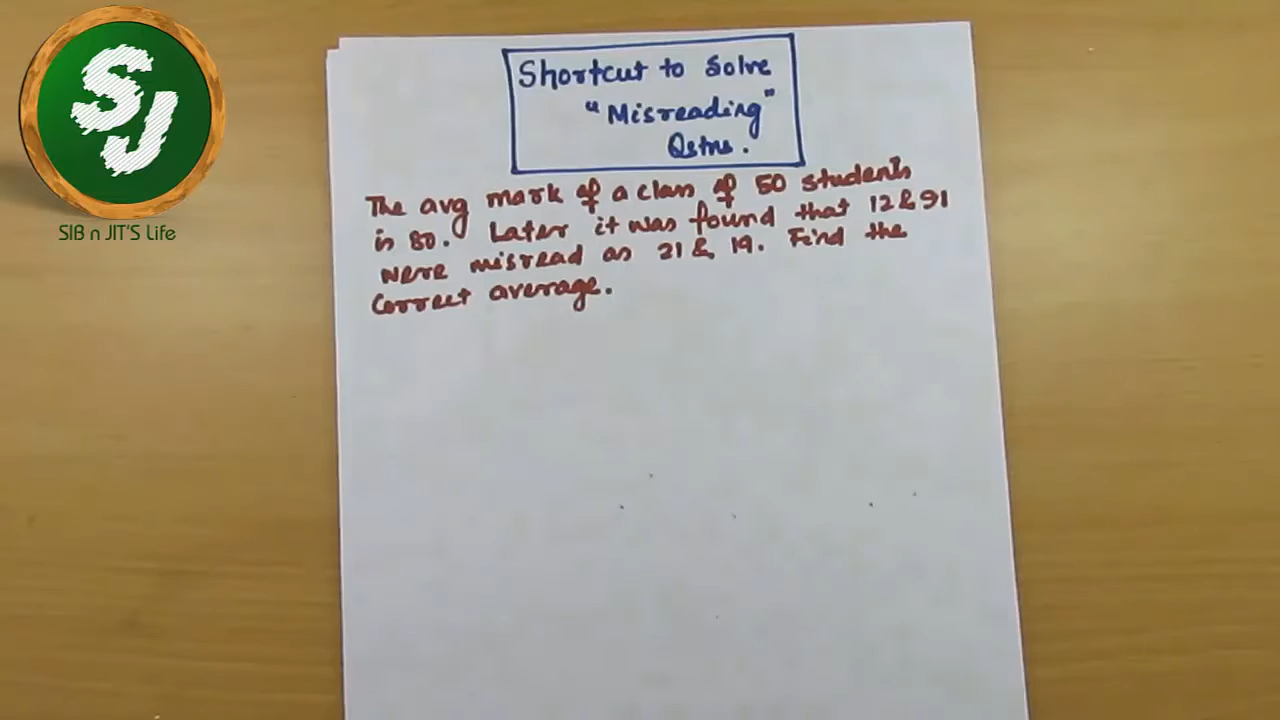 SJ
SIB n JIT'S Life
Shortcut to Solve
"Misreading"
Qstns.
The avg mark of a class of 50 students
is 80. Later it was found that 12 & 91
were misread as 21 & 19. Find the
Correct average.